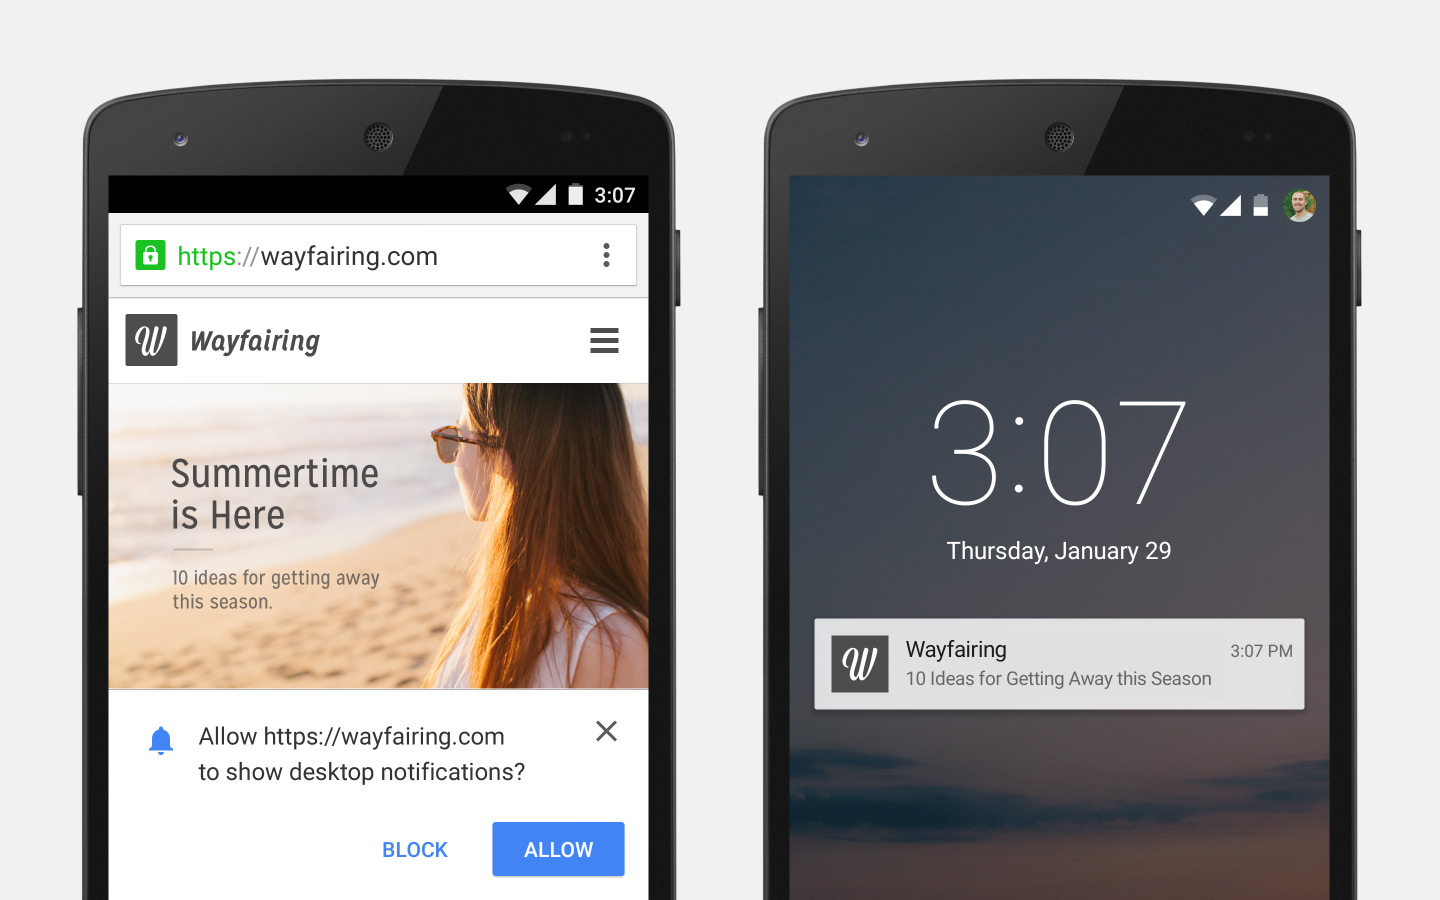 3:07
https://wayfairing.com
W Wayfairing
Summertime
is Here
10 ideas for getting away
this season.
Allow https://wayfairing.com
to show desktop notifications?
BLOCK ALLOW
3:07
Thursday, January 29
W Wayfairing 3:07 PM
10 Ideas for Getting Away this Season